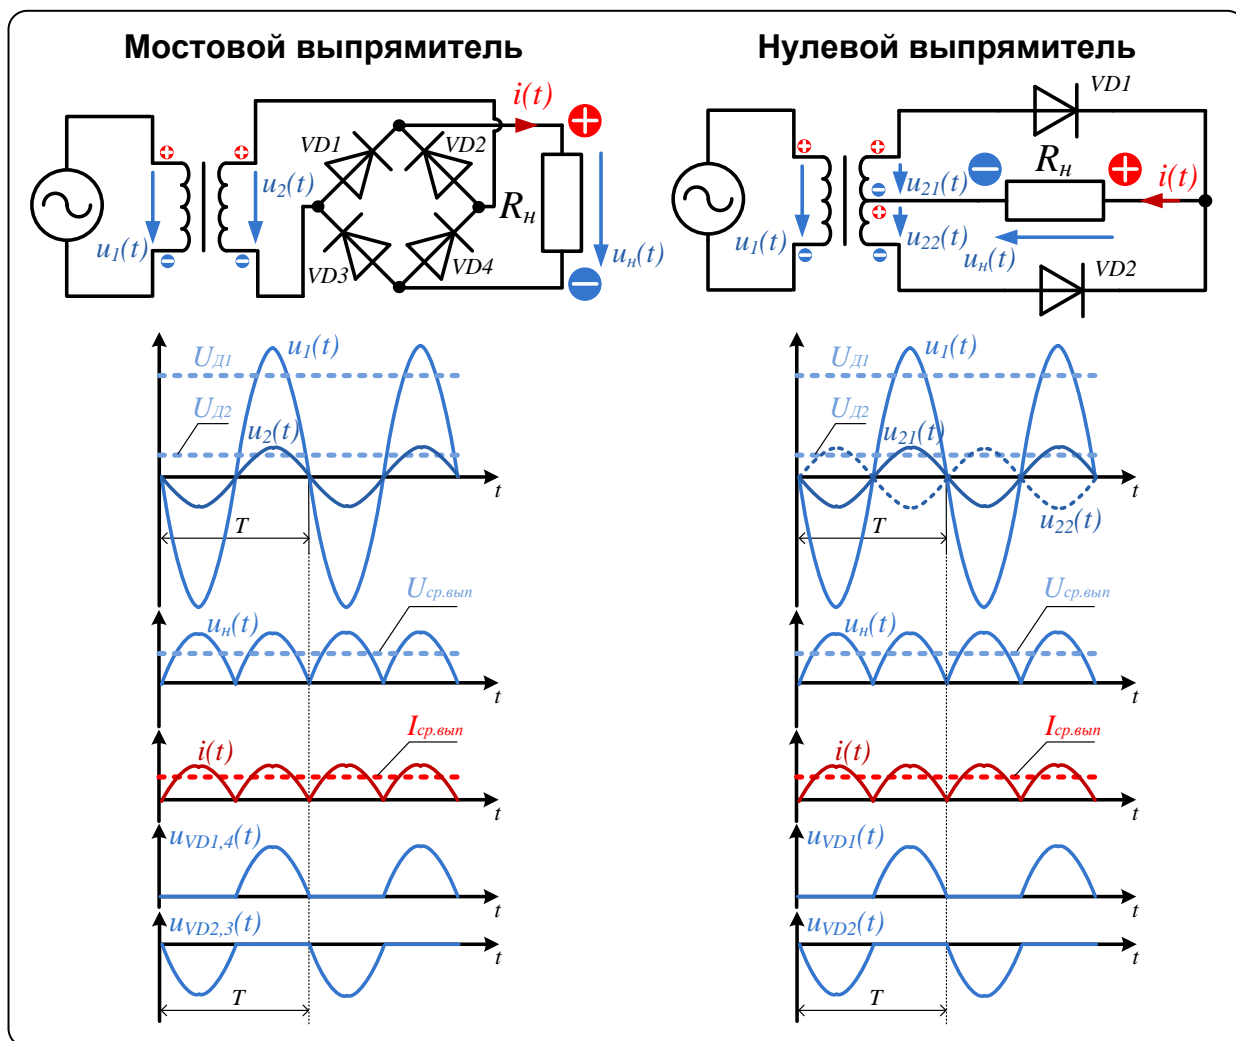 Мостовой выпрямитель
i(t)
VD1
VD2
u2(t)
Rн
u1(t)
VD3
VD4
uн(t)
u1(t)
UД1
UД2
u2(t)
t
T
Uср.вып
uн(t)
t
Iср.вып
i(t)
t
uVD1,4(t)
t
uVD2,3(t)
t
T
Нулевой выпрямитель
VD1
Rн
i(t)
u21(t)
u1(t)
u22(t)
uн(t)
VD2
u1(t)
UД1
UД2
u21(t)
t
u22(t)
T
Uср.вып
uн(t)
t
Iср.вып
i(t)
t
uVD1(t)
t
uVD2(t)
t
T